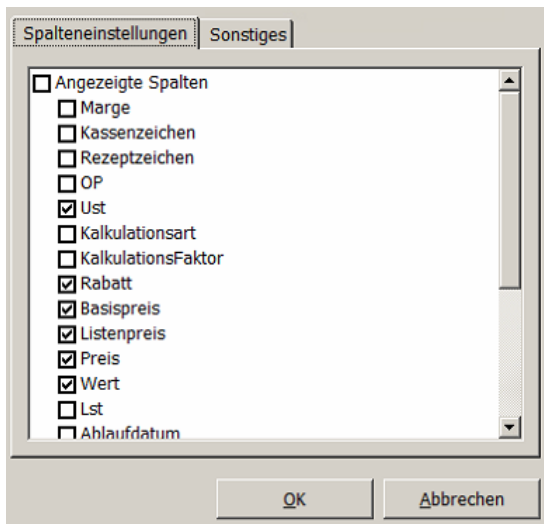 Spalteneinstellungen Sonstiges
Angezeigte Spalten
Marge
Kassenzeichen
Rezeptzeichen
OP
Ust
Kalkulationsart
KalkulationsFaktor
Rabatt
Basispreis
Listenpreis
Preis
Wert
Lst
Ablaufdatum
OK Abbrechen